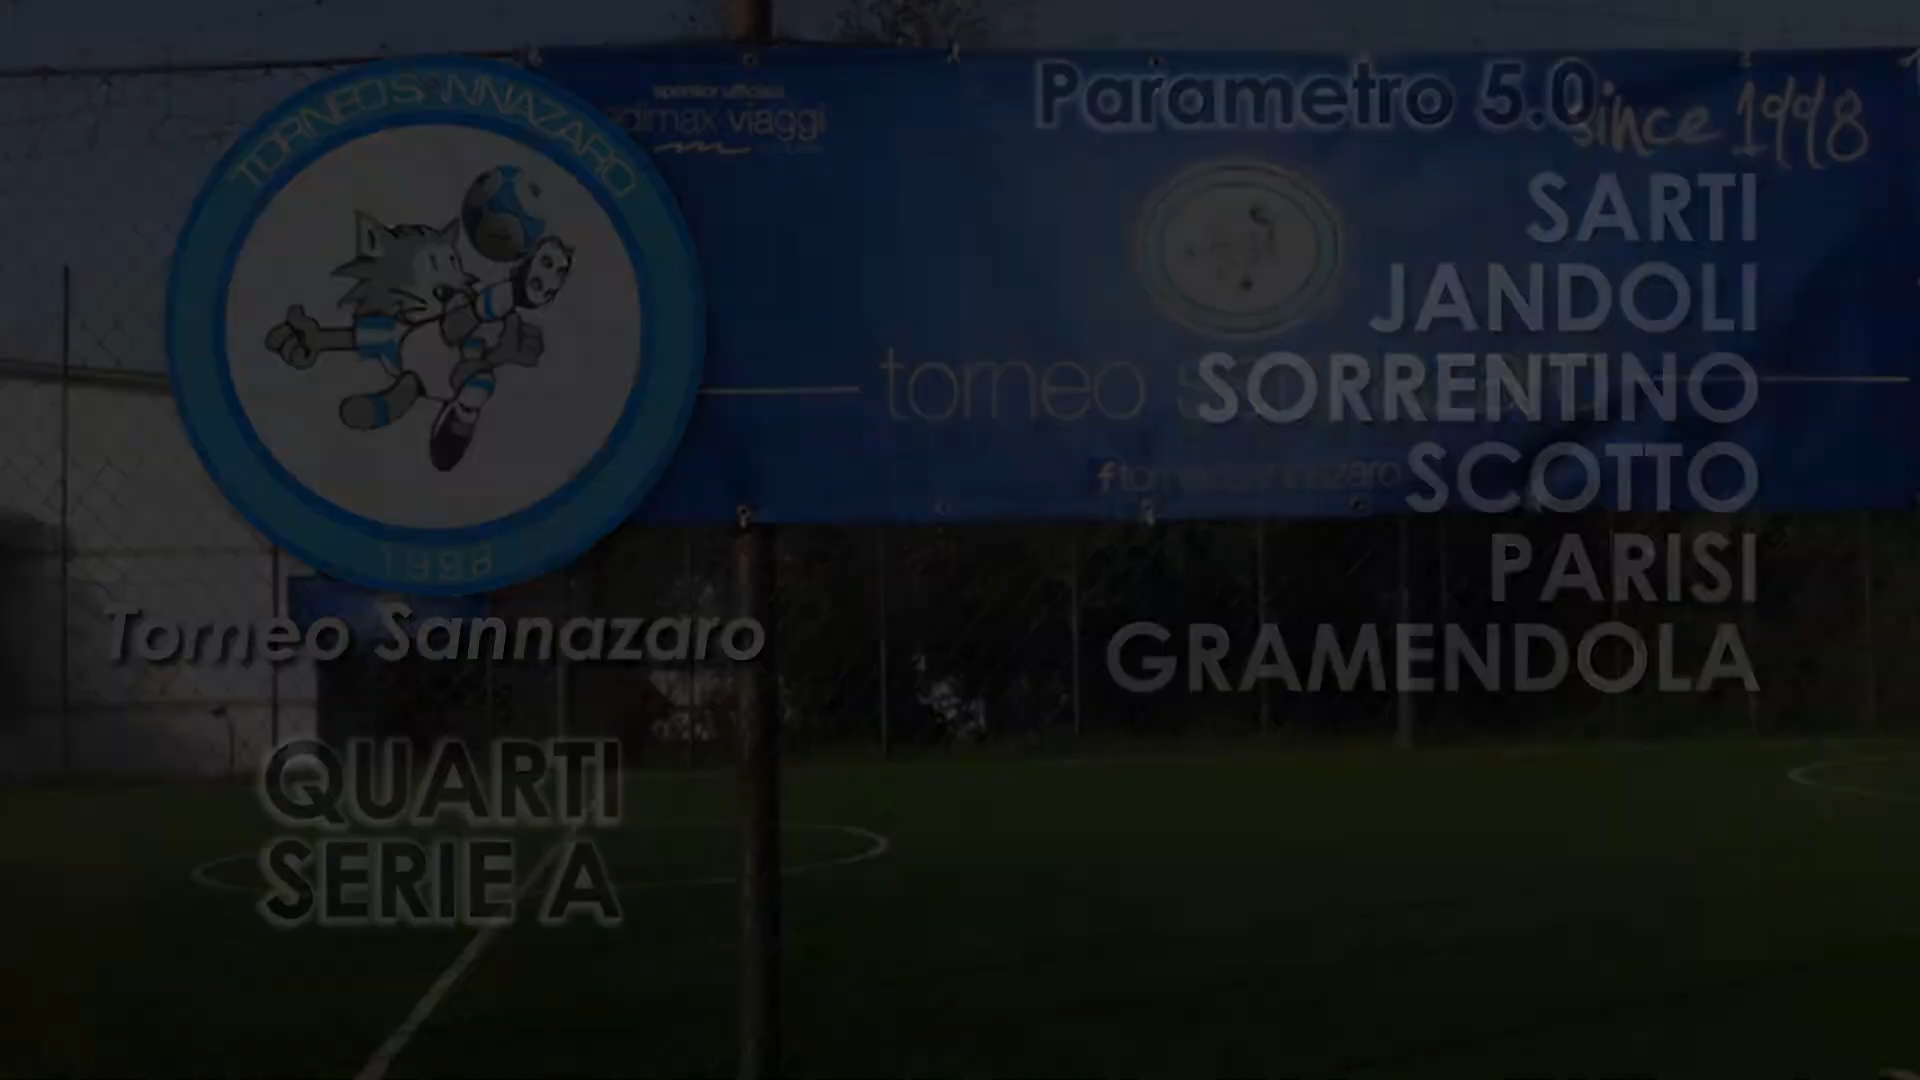 TORNEO SANNAZARO
1998
Torneo Sannazaro
QUARTI
SERIE A
sponsor ufficiale
viaggi
Parametro 5.0
since 1998
SARTI
JANDOLI
SORRENTINO
SCOTTO
PARISI
GRAMENDOLA
torneo
torneosannazaro